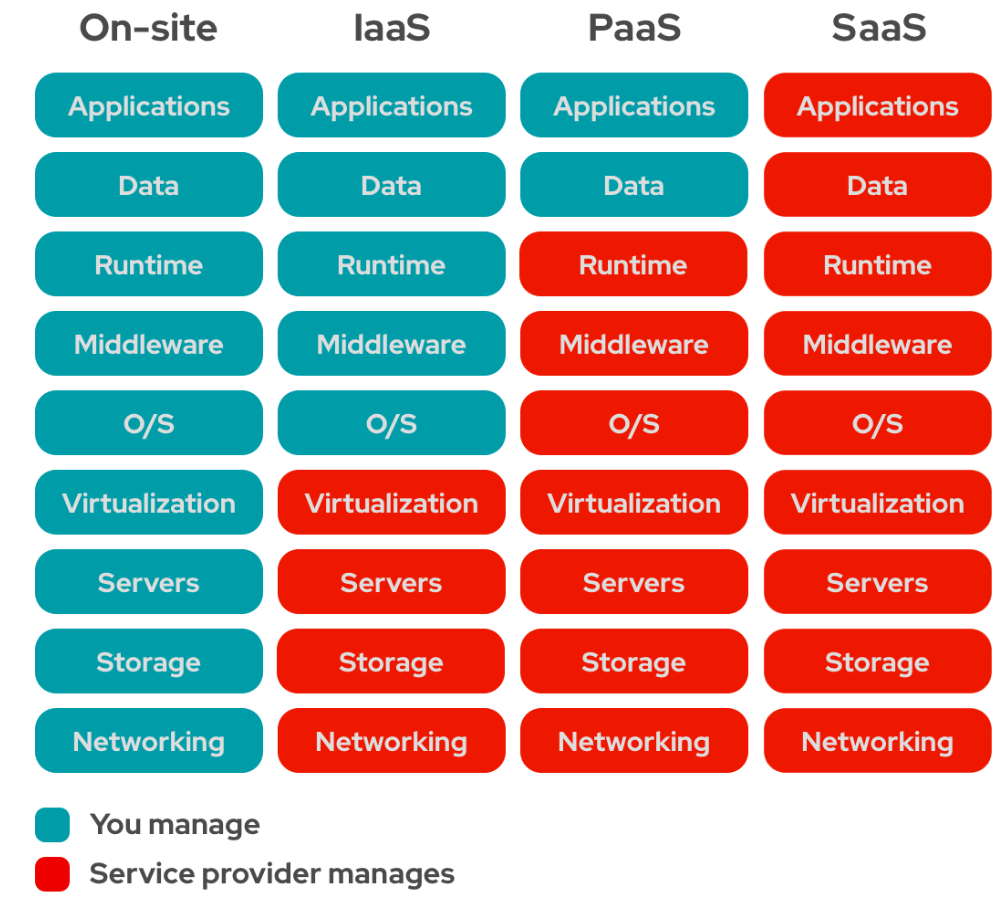 On-site IaaS PaaS SaaS
Applications Applications Applications Applications
Data Data Data Data
Runtime Runtime Runtime Runtime
Middleware Middleware Middleware Middleware
O/S O/S O/S O/S
Virtualization Virtualization Virtualization Virtualization
Servers Servers Servers Servers
Storage Storage Storage Storage
Networking Networking Networking Networking
You manage
Service provider manages